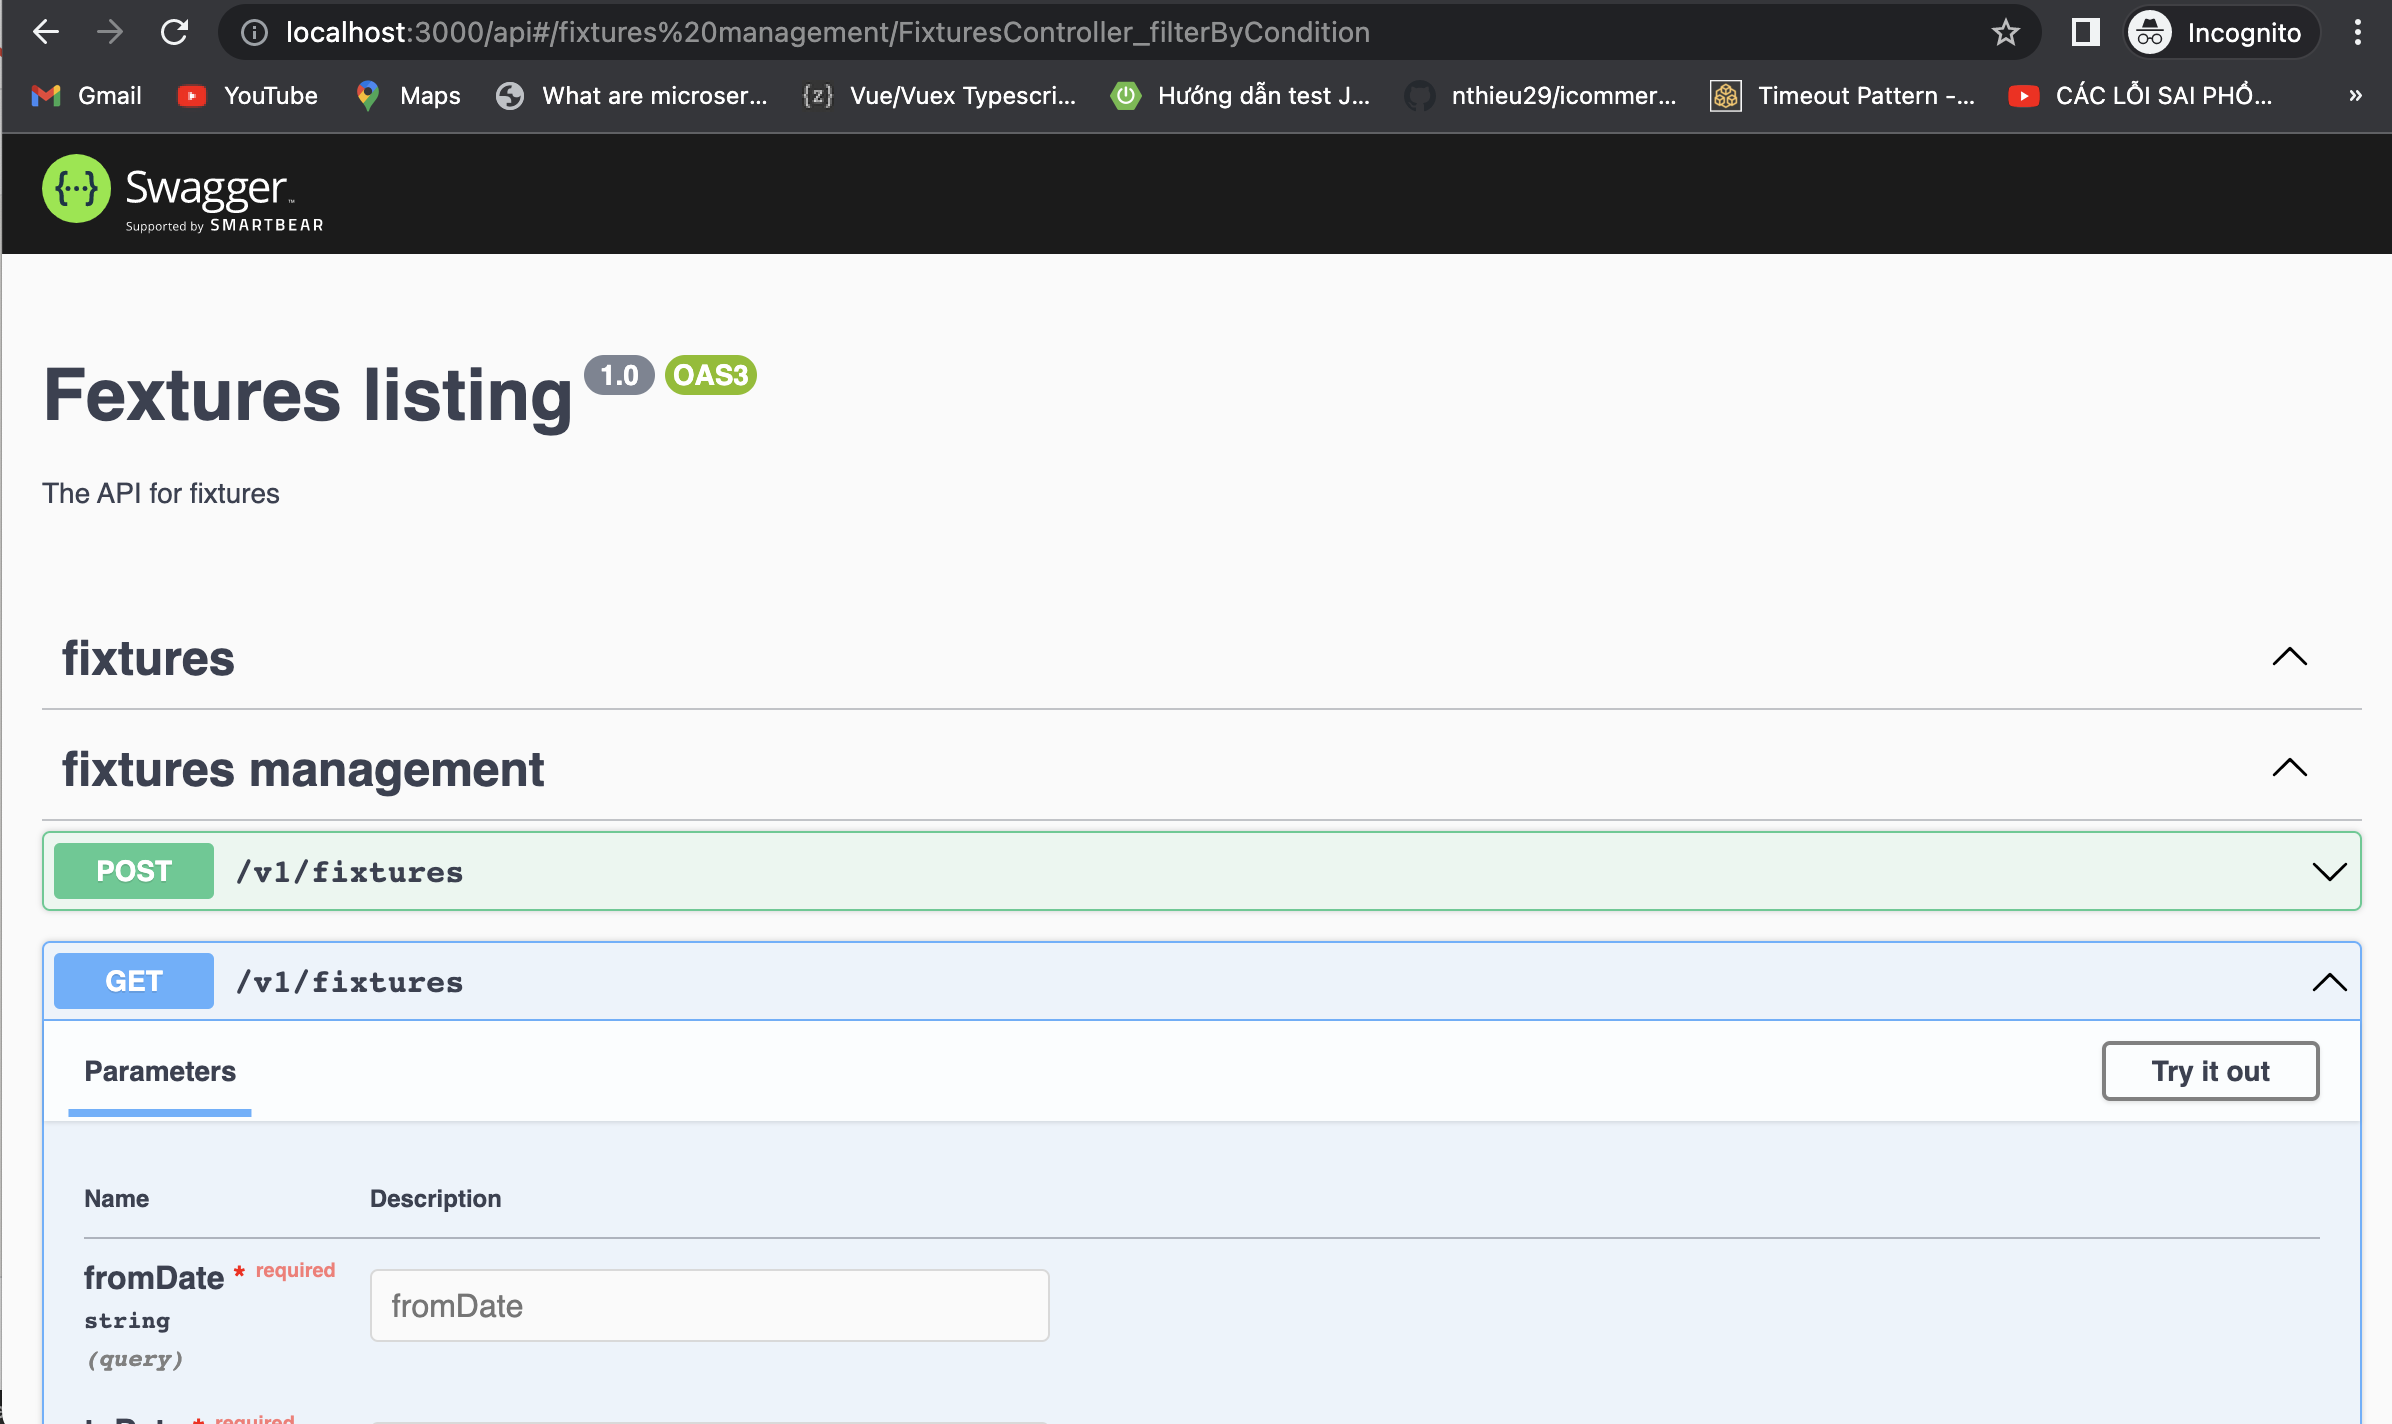 localhost:3000/api#/fixtures%20management/FixturesController_filterByCondition
Incognito
Gmail
YouTube
Maps
What are microser...
{z}
Vue/Vuex Typescri...
Hướng dẫn test J...
nthieu29/icommer...
Timeout Pattern -...
CÁC LỖI SAI PHỔ...
»
{...} Swagger™
Supported by SMARTBEAR
Fextures listing 1.0 OAS3
The API for fixtures
fixtures
fixtures management
POST /v1/fixtures
GET /v1/fixtures
Parameters
Try it out
Name Description
fromDate * required
string
(query)
fromDate
* required